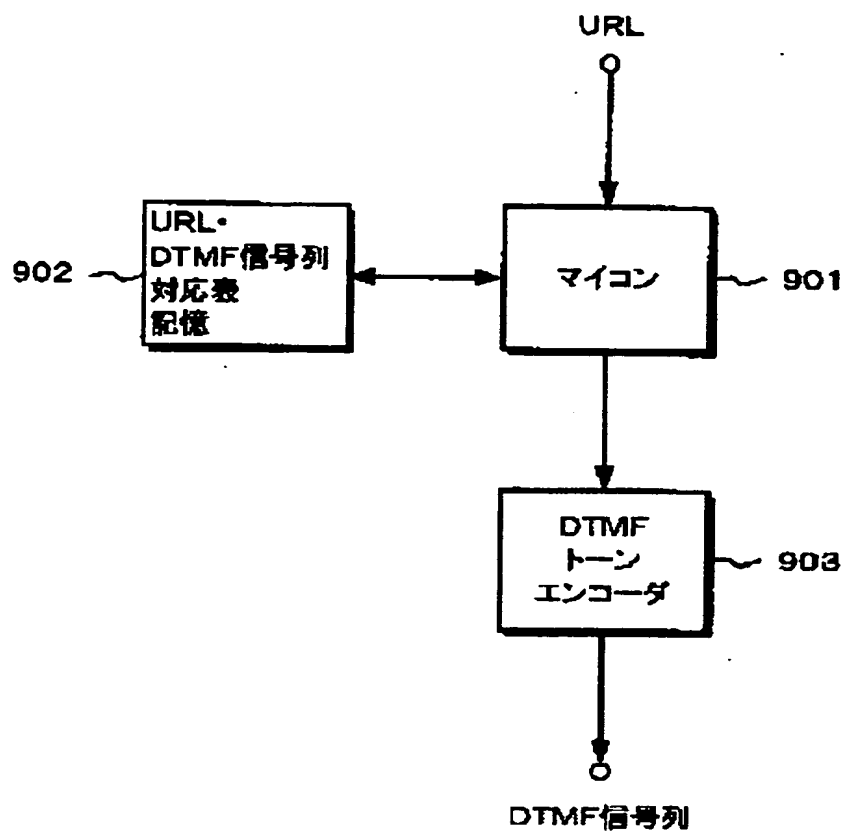 URL
URL・
DTMF信号列
対応表
記憶
902
マイコン
901
DTMF
トーン
エンコーダ
903
DTMF信号列